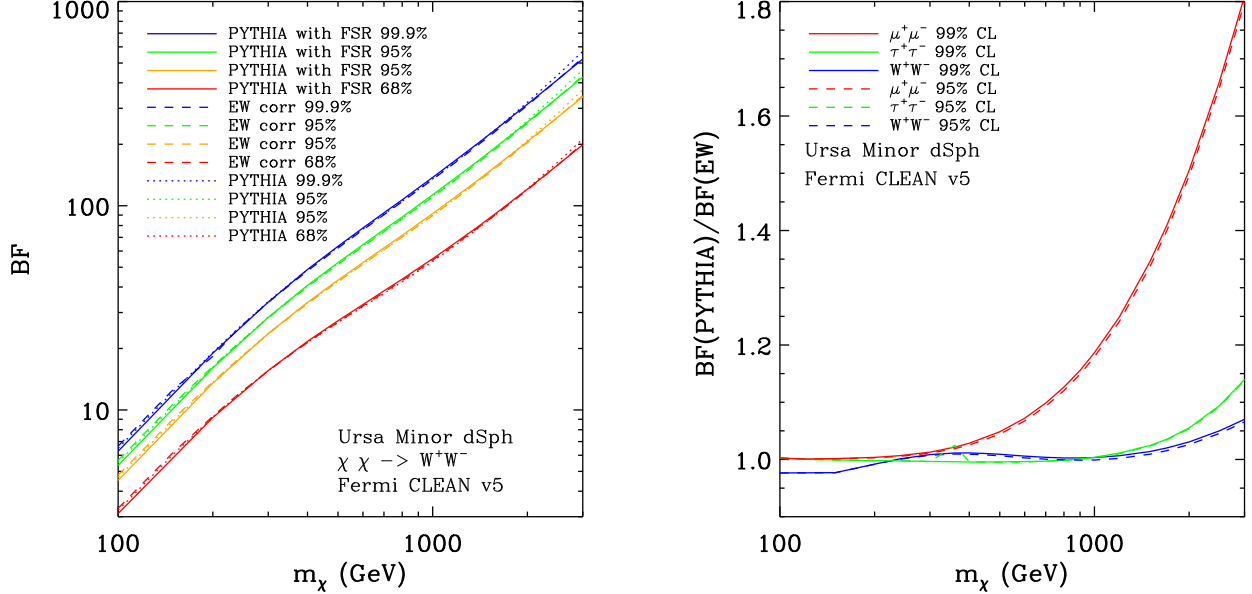 1000
100
10
BF
PYTHIA with FSR 99.9%
PYTHIA with FSR 95%
PYTHIA with FSR 95%
PYTHIA with FSR 68%
EW corr 99.9%
EW corr 95%
EW corr 95%
EW corr 68%
PYTHIA 99.9%
PYTHIA 95%
PYTHIA 95%
PYTHIA 68%
Ursa Minor dSph
χ χ -> W⁺W⁻
Fermi CLEAN v5
100 1000
m_χ (GeV)
1.8
1.6
1.4
1.2
1.0
BF(PYTHIA)/BF(EW)
μ⁺μ⁻ 99% CL
τ⁺τ⁻ 99% CL
W⁺W⁻ 99% CL
μ⁺μ⁻ 95% CL
τ⁺τ⁻ 95% CL
W⁺W⁻ 95% CL
Ursa Minor dSph
Fermi CLEAN v5
100 1000
m_χ (GeV)